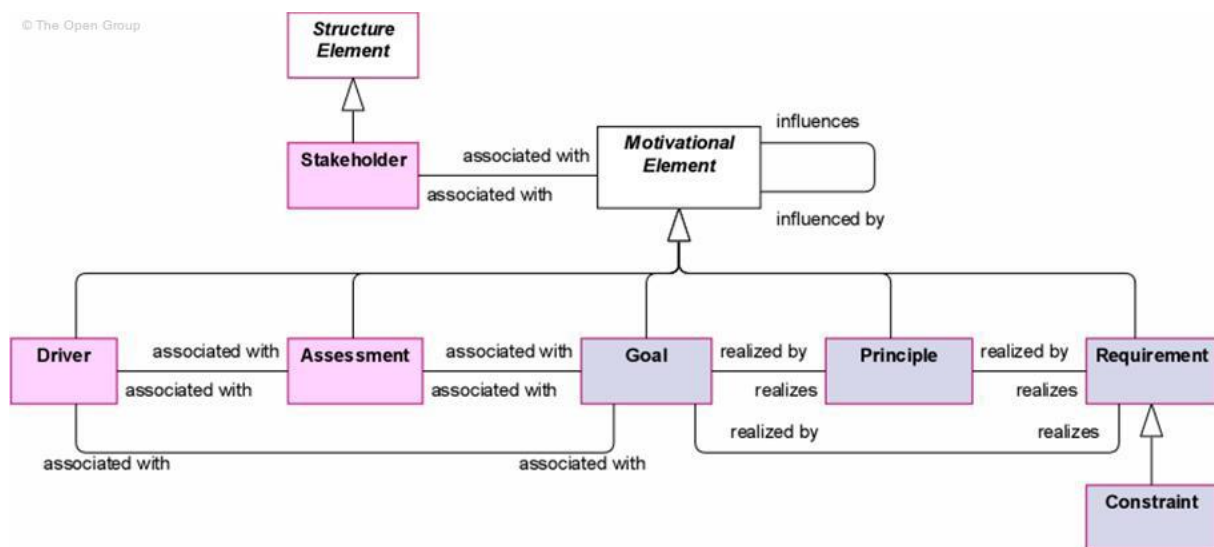 © The Open Group
Structure
Element
influences
Motivational
Element
Stakeholder
associated with
associated with
influenced by
Driver
associated with
associated with
Assessment
associated with
associated with
Goal
realized by
realizes
Principle
realized by
realizes
Requirement
realized by
realizes
associated with
associated with
Constraint